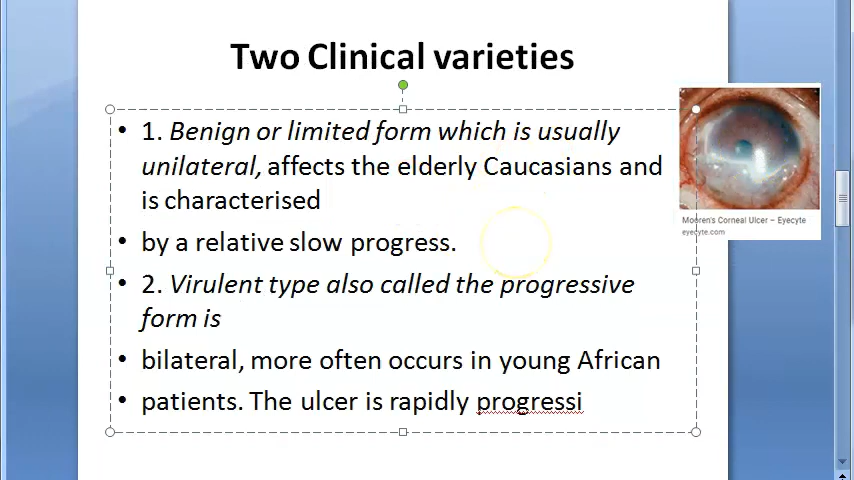 Two Clinical varieties
• 1. Benign or limited form which is usually
unilateral, affects the elderly Caucasians and
is characterised
• by a relative slow progress.
• 2. Virulent type also called the progressive
form is
• bilateral, more often occurs in young African
• patients. The ulcer is rapidly progressi
Mooren's Corneal Ulcer – Eyecyte
eyecyte.com